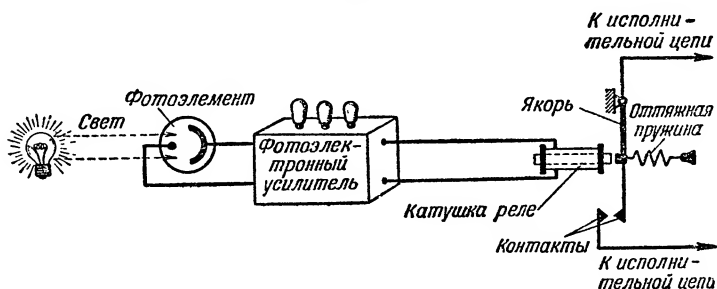 К исполни-
тельной цепи
Фотоэлемент
Свет
Якорь
Оттяжная
пружина
Фотоэлек-
тронный
усилитель
Катушка реле
Контакты
К исполни-
тельной цепи